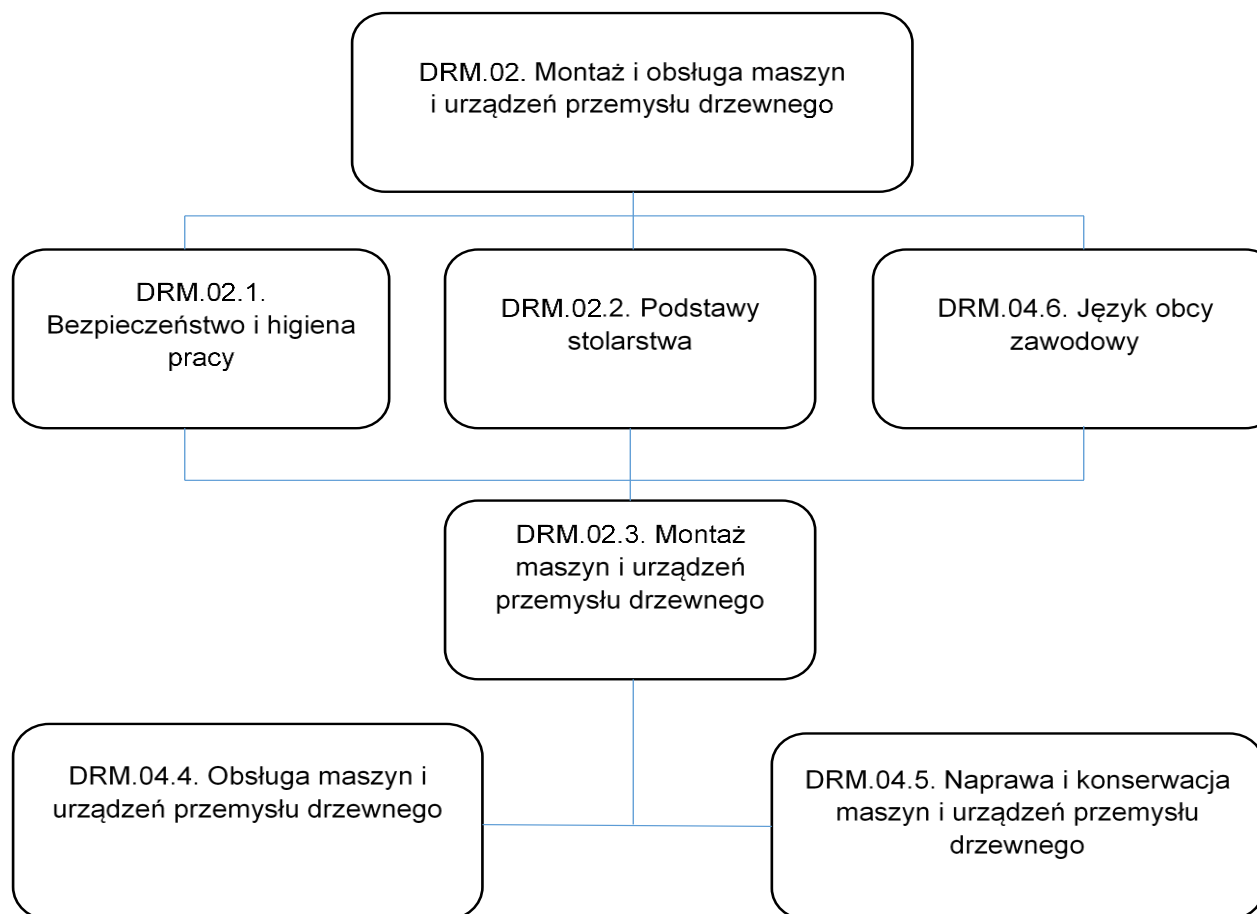 DRM.02. Montaż i obsługa maszyn
i urządzeń przemysłu drzewnego
DRM.02.1.
Bezpieczeństwo i higiena
pracy
DRM.02.2. Podstawy
stolarstwa
DRM.04.6. Język obcy
zawodowy
DRM.02.3. Montaż
maszyn i urządzeń
przemysłu drzewnego
DRM.04.4. Obsługa maszyn i
urządzeń przemysłu drzewnego
DRM.04.5. Naprawa i konserwacja
maszyn i urządzeń przemysłu
drzewnego